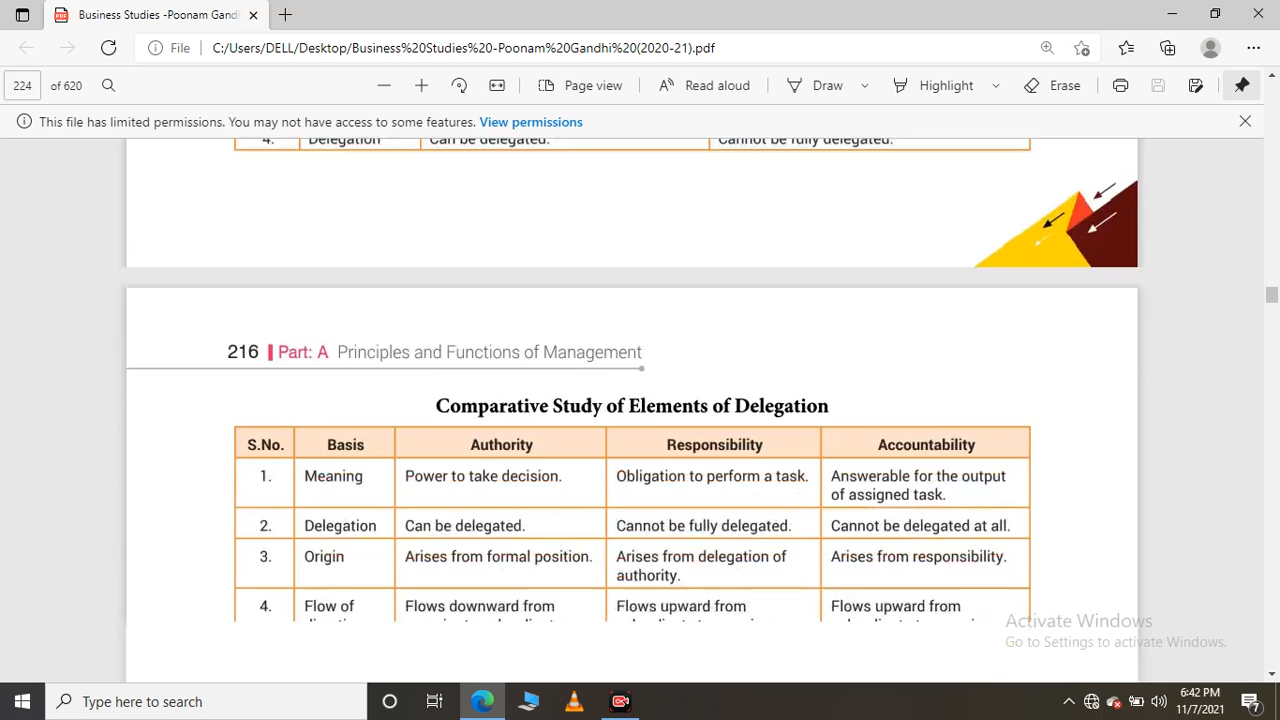 Business Studies -Poonam Gand
File C:/Users/DELL/Desktop/Business%20Studies%20-Poonam%20Gandhi%20(2020-21).pdf
224 of 620 Page view Read aloud Draw Highlight Erase
This file has limited permissions. You may not have access to some features. View permissions
4. Delegation Can be delegated. Cannot be fully delegated.
216 Part: A Principles and Functions of Management
Comparative Study of Elements of Delegation
S.No. Basis Authority Responsibility Accountability
1. Meaning Power to take decision. Obligation to perform a task. Answerable for the output
of assigned task.
2. Delegation Can be delegated. Cannot be fully delegated. Cannot be delegated at all.
3. Origin Arises from formal position. Arises from delegation of Arises from responsibility.
authority.
4. Flow of Flows downward from Flows upward from Flows upward from
Activate Windows
Go to Settings to activate Windows.
Type here to search
6:42 PM
11/7/2021
7